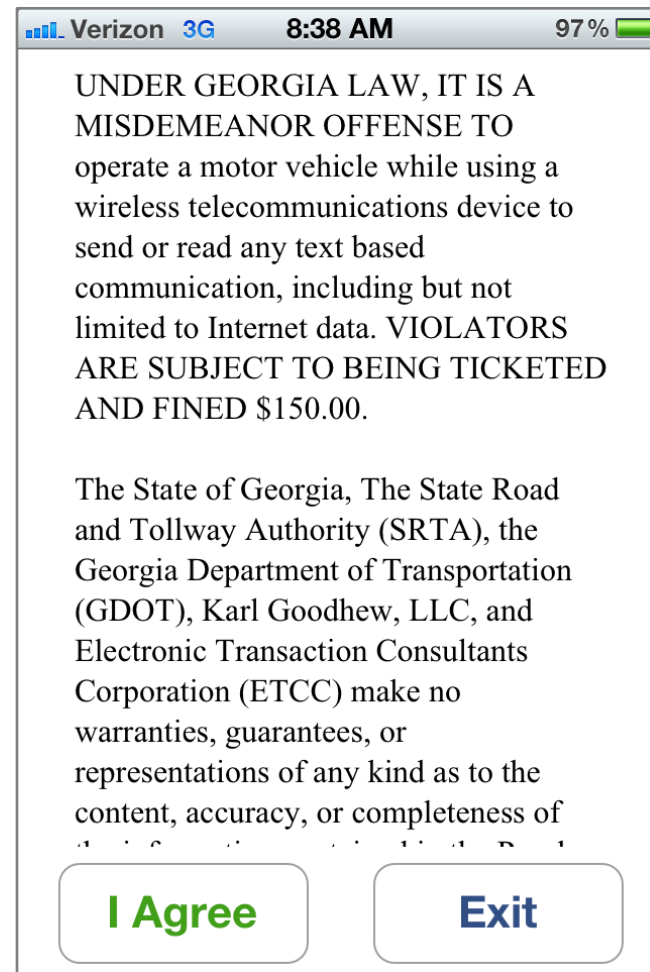 Verizon 3G 8:38 AM 97%
UNDER GEORGIA LAW, IT IS A
MISDEMEANOR OFFENSE TO
operate a motor vehicle while using a
wireless telecommunications device to
send or read any text based
communication, including but not
limited to Internet data. VIOLATORS
ARE SUBJECT TO BEING TICKETED
AND FINED $150.00.
The State of Georgia, The State Road
and Tollway Authority (SRTA), the
Georgia Department of Transportation
(GDOT), Karl Goodhew, LLC, and
Electronic Transaction Consultants
Corporation (ETCC) make no
warranties, guarantees, or
representations of any kind as to the
content, accuracy, or completeness of
I Agree Exit